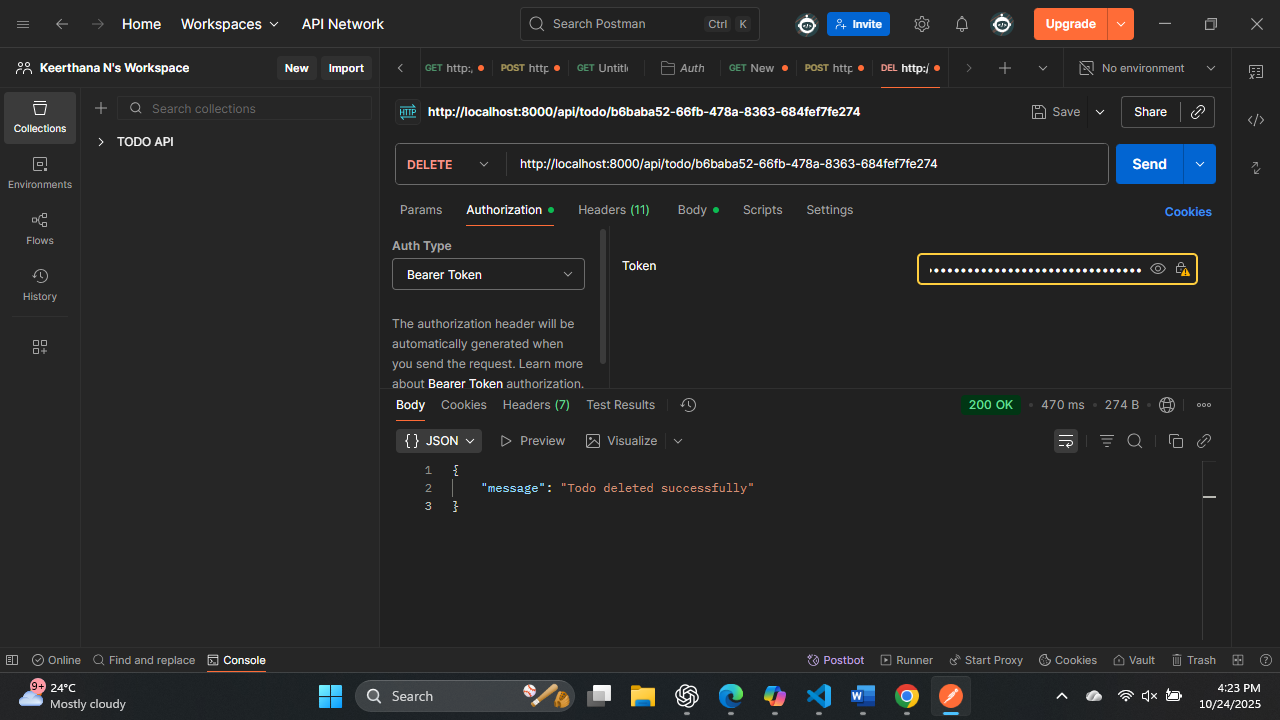 Home
Workspaces
API Network
Search Postman
Ctrl
K
Invite
Upgrade
Keerthana N's Workspace
New
Import
GET http:,
POST http
GET Untitle
Auth
GET New
POST http
DEL http:/
No environment
Collections
Environments
Flows
History
Search collections
TODO API
HTTP
http://localhost:8000/api/todo/b6baba52-66fb-478a-8363-684fef7fe274
Save
Share
DELETE
http://localhost:8000/api/todo/b6baba52-66fb-478a-8363-684fef7fe274
Send
Params
Authorization
Headers (11)
Body
Scripts
Settings
Cookies
Auth Type
Bearer Token
The authorization header will be
automatically generated when
you send the request. Learn more
about Bearer Token authorization.
Token
Body
Cookies
Headers (7)
Test Results
200 OK
470 ms
274 B
{} JSON
Preview
Visualize
1 {
2 "message": "Todo deleted successfully"
3 }
Online
Find and replace
Console
Postbot
Runner
Start Proxy
Cookies
Vault
Trash
9+
24°C
Mostly cloudy
Search
4:23 PM
10/24/2025